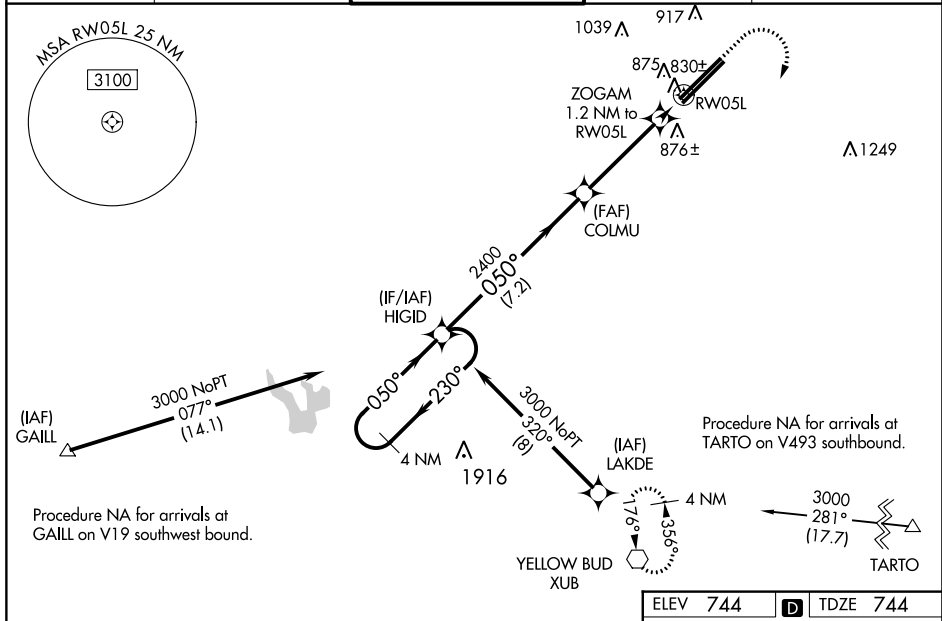 MSA RW05L 25 NM
3100
1039
917
875
830±
RW05L
ZOGAM
1.2 NM to
RW05L
876±
1249
(FAF)
COLMU
2400
050°
(7.2)
(IF/IAF)
HIGID
050°
230°
4 NM
1916
3000 NoPT
077°
(14.1)
(IAF)
GAILL
3000 NoPT
320°
(8)
(IAF)
LAKDE
Procedure NA for arrivals at
TARTO on V493 southbound.
4 NM
176°
356°
3000
281°
(17.7)
TARTO
YELLOW BUD
XUB
Procedure NA for arrivals at
GAILL on V19 southwest bound.
ELEV 744
D
TDZE 744